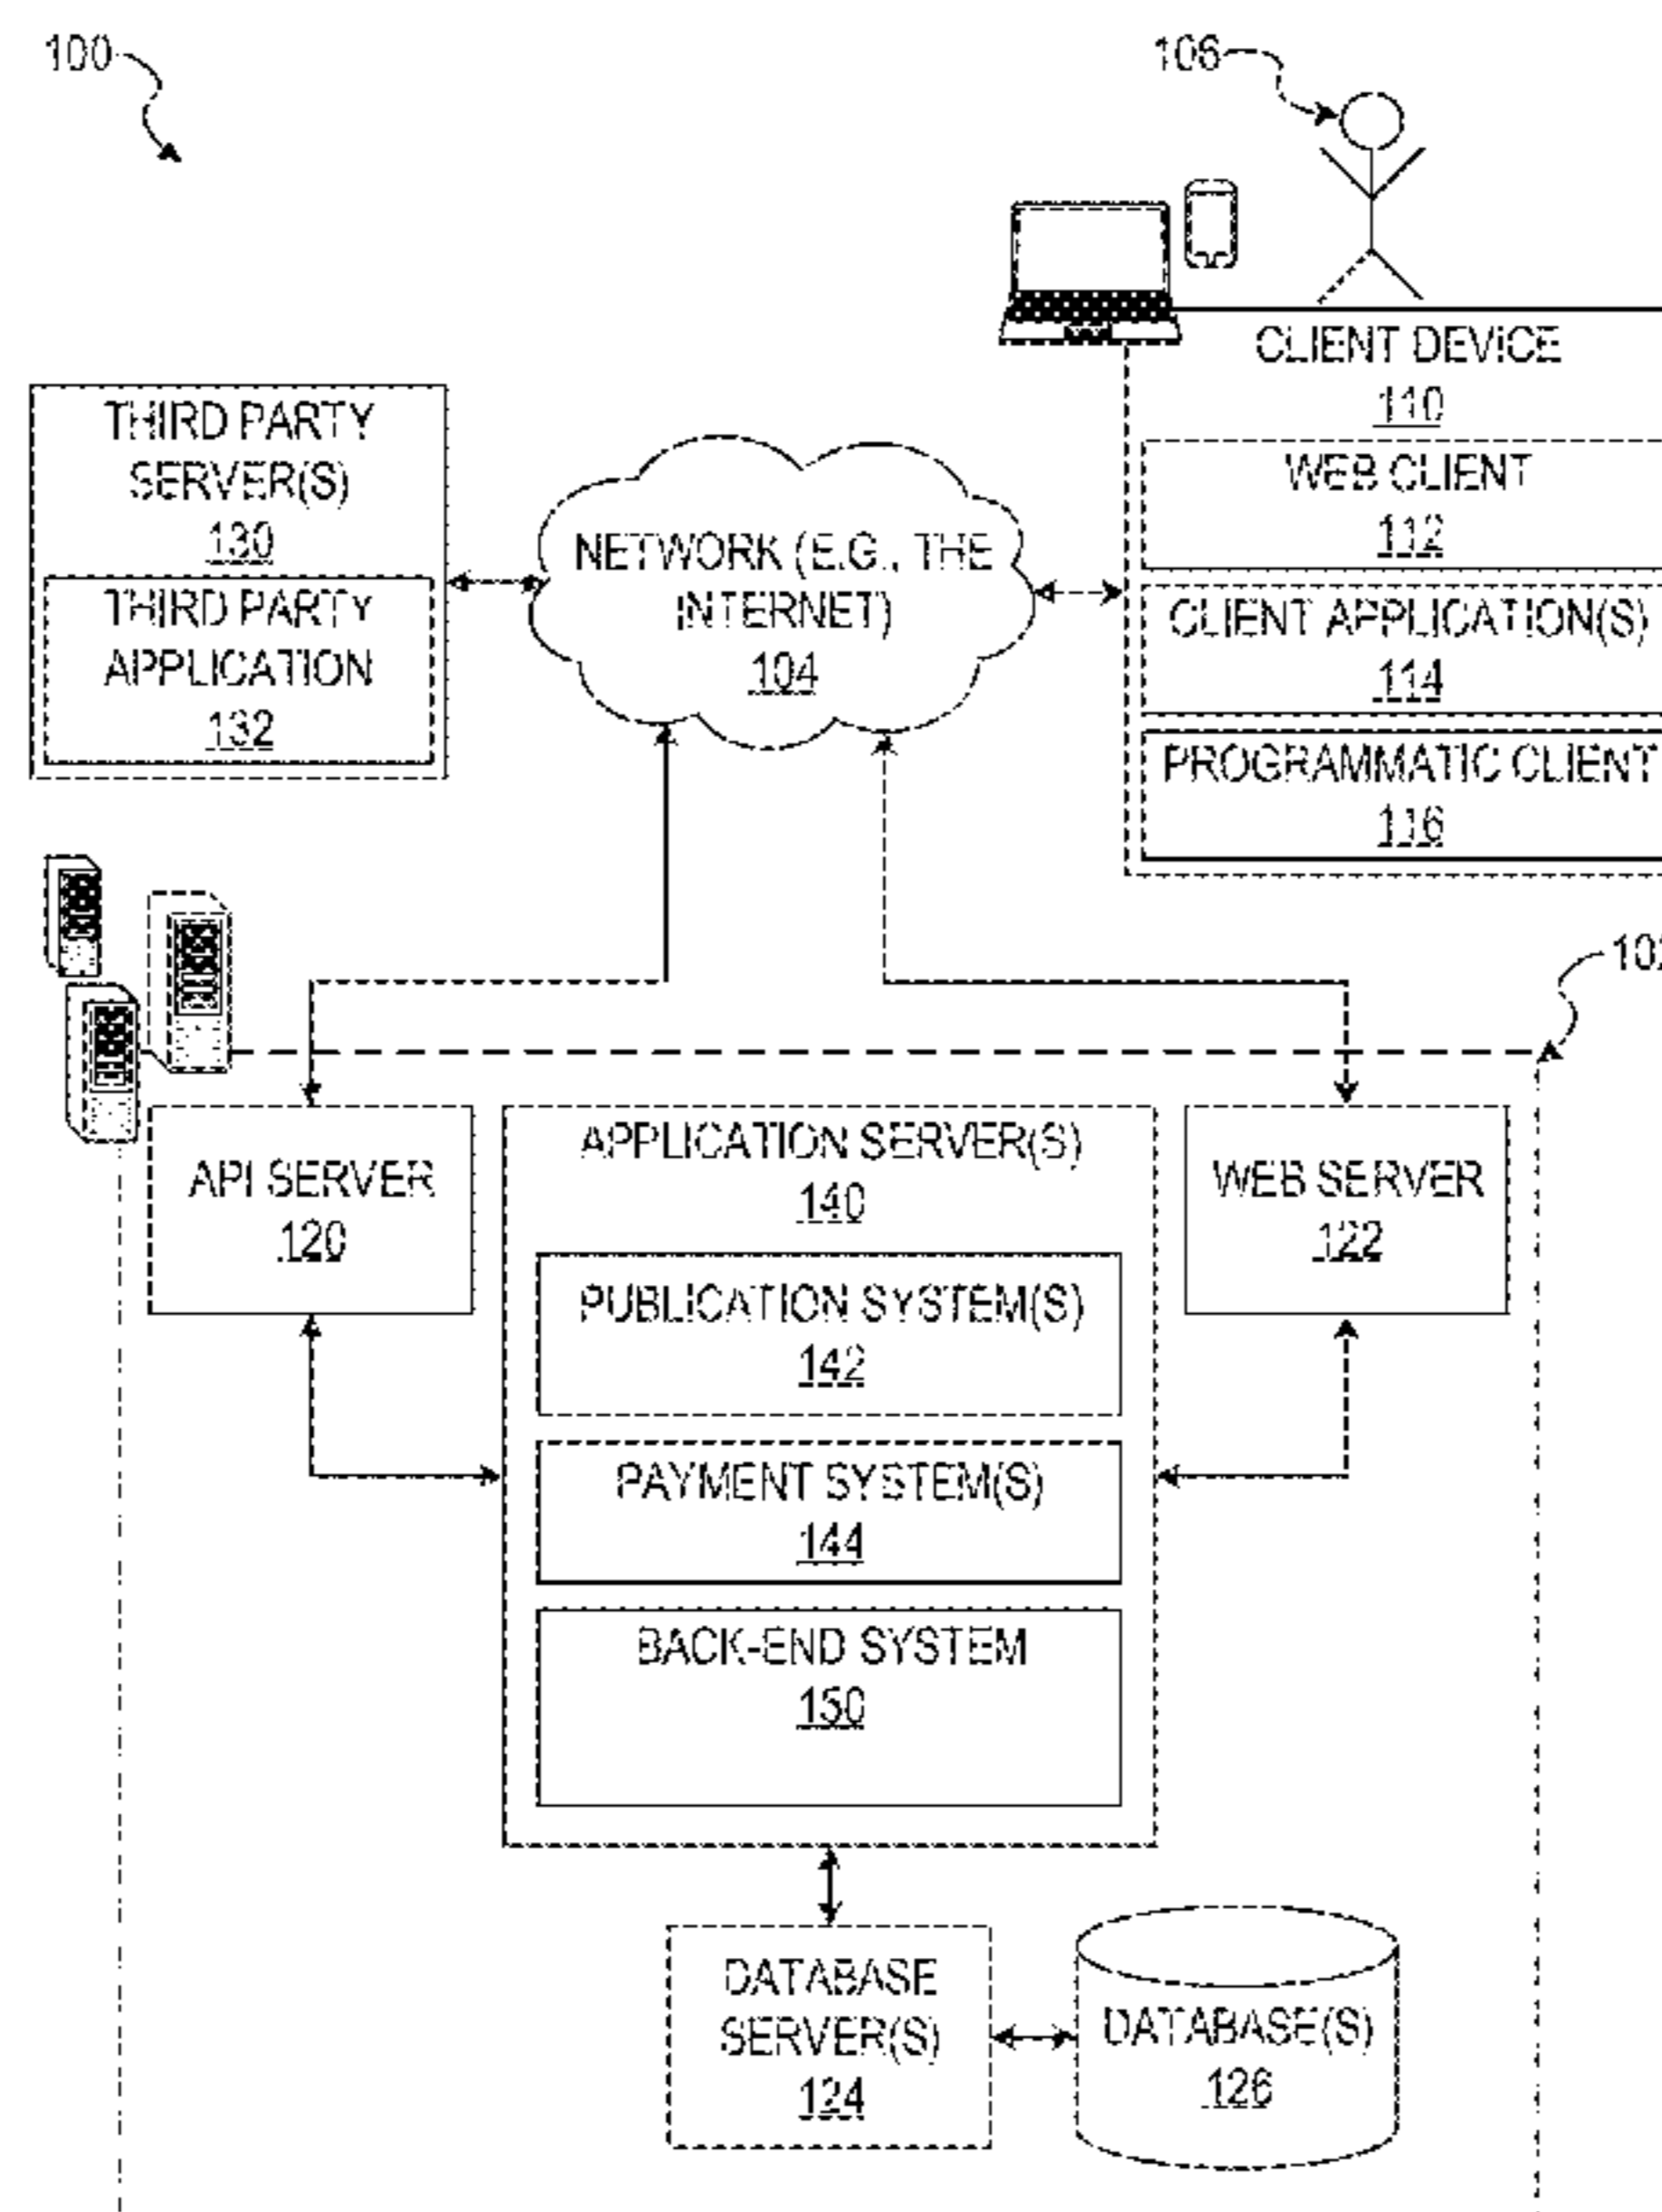 100
106
CLIENT DEVICE
110
WEB CLIENT
112
CLIENT APPLICATION(S)
114
PROGRAMMATIC CLIENT
116
THIRD PARTY
SERVER(S)
130
THIRD PARTY
APPLICATION
132
NETWORK (E.G., THE
INTERNET)
104
102
API SERVER
120
APPLICATION SERVER(S)
140
PUBLICATION SYSTEM(S)
142
PAYMENT SYSTEM(S)
144
BACK-END SYSTEM
150
WEB SERVER
122
DATABASE
SERVER(S)
124
DATABASE(S)
126